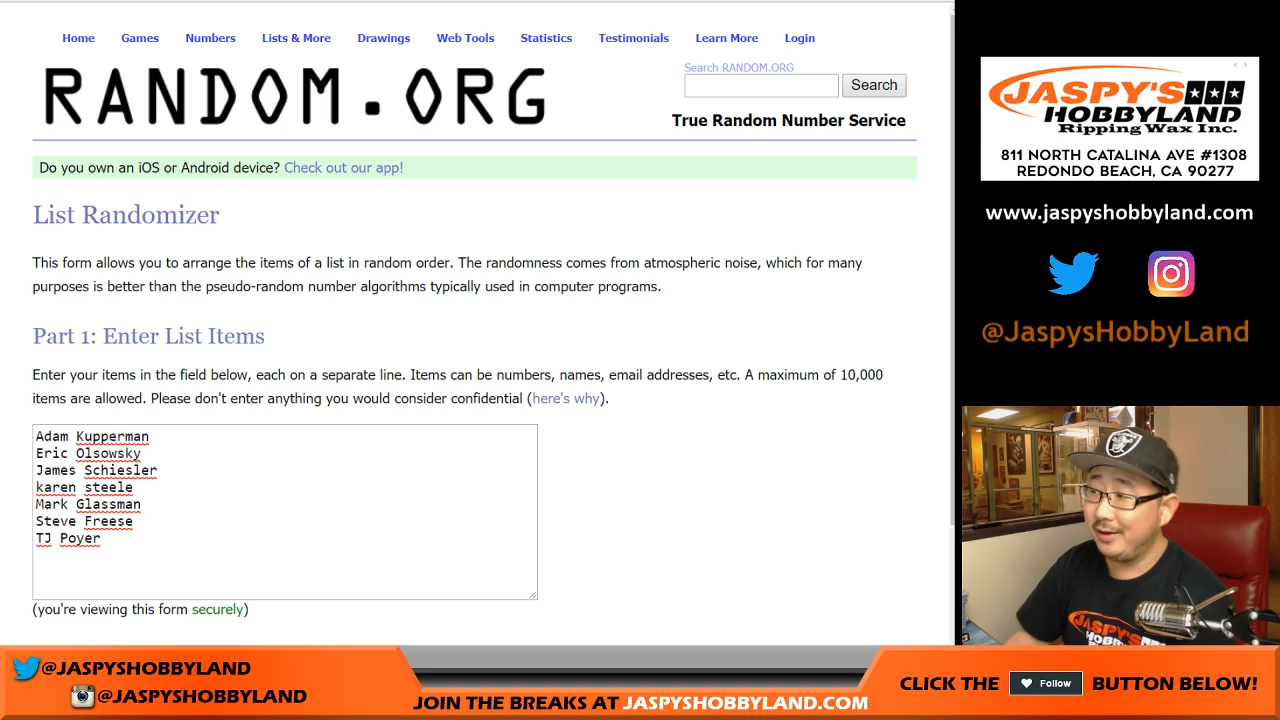 Home Games Numbers Lists & More Drawings Web Tools Statistics Testimonials Learn More Login
RANDOM.ORG
Search RANDOM.ORG
Search
True Random Number Service
Do you own an iOS or Android device? Check out our app!
List Randomizer
This form allows you to arrange the items of a list in random order. The randomness comes from atmospheric noise, which for many
purposes is better than the pseudo-random number algorithms typically used in computer programs.
Part 1: Enter List Items
Enter your items in the field below, each on a separate line. Items can be numbers, names, email addresses, etc. A maximum of 10,000
items are allowed. Please don't enter anything you would consider confidential (here's why).
Adam Kupperman
Eric Olsowsky
James Schiesler
karen steele
Mark Glassman
Steve Freese
TJ Poyer
(you're viewing this form securely)
JASPY'S
HOBBYLAND
Ripping Wax Inc.
811 NORTH CATALINA AVE #1308
REDONDO BEACH, CA 90277
www.jaspyshobbyland.com
@JaspysHobbyLand
JASPY'S
HOBBYLAND
@JASPYSHOBBYLAND
@JASPYSHOBBYLAND
JOIN THE BREAKS AT JASPYSHOBBYLAND.COM
CLICK THE Follow BUTTON BELOW!